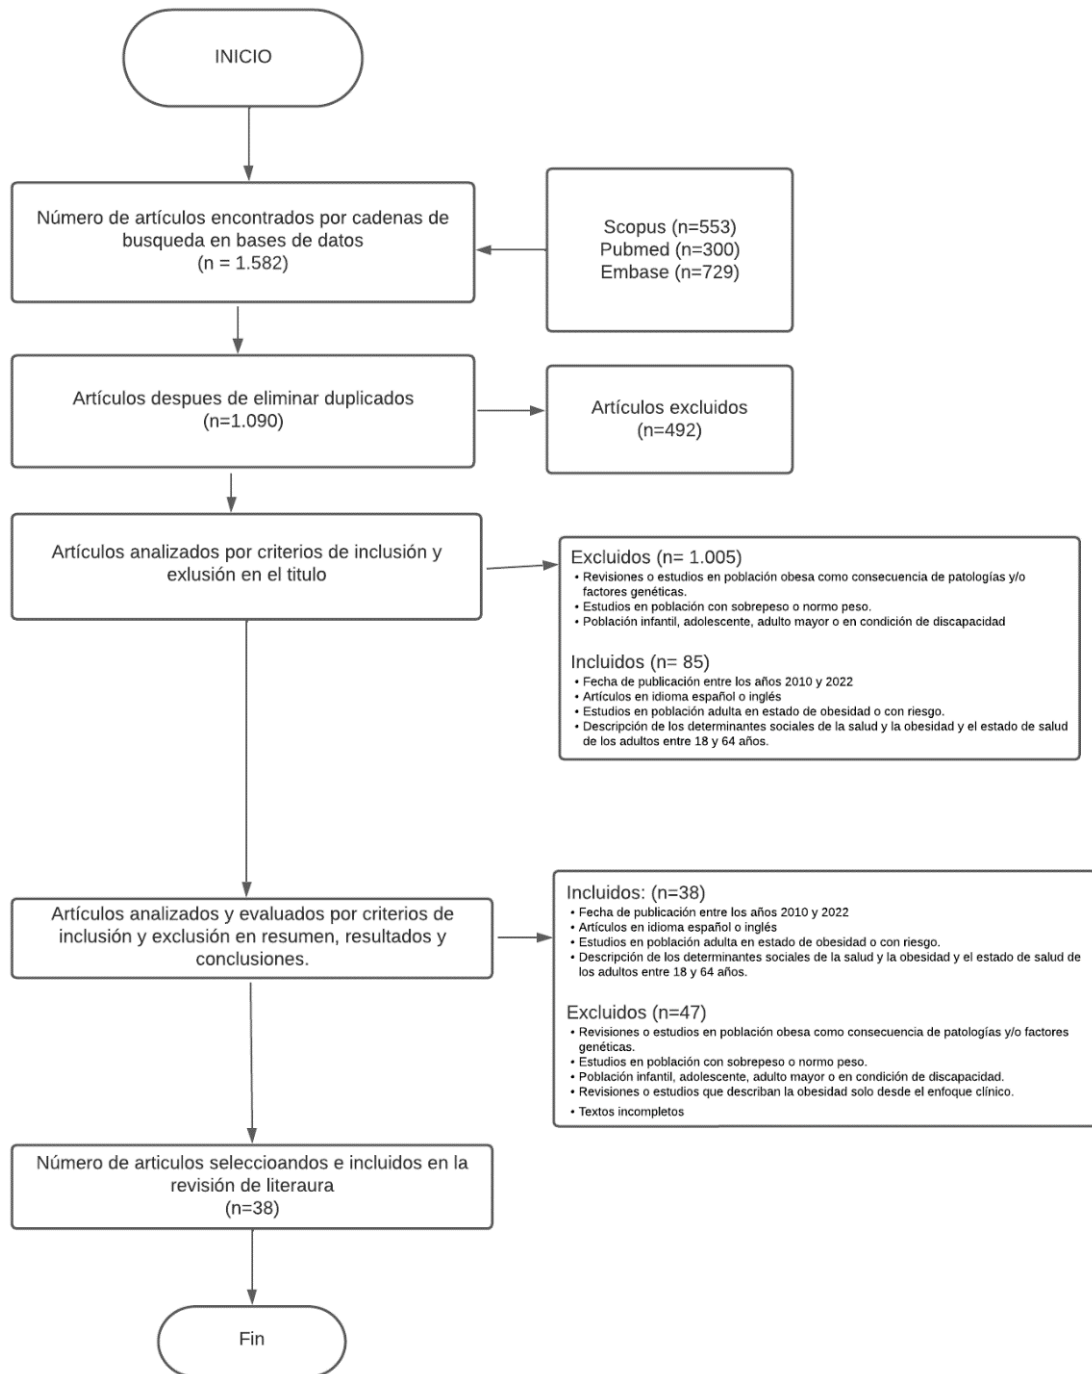 INICIO
Número de artículos encontrados por cadenas de
busqueda en bases de datos
(n = 1.582)
Scopus (n=553)
Pubmed (n=300)
Embase (n=729)
Artículos despues de eliminar duplicados
(n=1.090)
Artículos excluidos
(n=492)
Artículos analizados por criterios de inclusión y
exlusión en el titulo
Excluidos (n= 1.005)
• Revisiones o estudios en población obesa como consecuencia de patologías y/o
factores genéticas.
• Estudios en población con sobrepeso o normo peso.
• Población infantil, adolescente, adulto mayor o en condición de discapacidad
Incluidos (n= 85)
• Fecha de publicación entre los años 2010 y 2022
• Artículos en idioma español o inglés
• Estudios en población adulta en estado de obesidad o con riesgo.
• Descripción de los determinantes sociales de la salud y la obesidad y el estado de salud
de los adultos entre 18 y 64 años.
Artículos analizados y evaluados por criterios de
inclusión y exclusión en resumen, resultados y
conclusiones.
Incluidos: (n=38)
• Fecha de publicación entre los años 2010 y 2022
• Artículos en idioma español o inglés
• Estudios en población adulta en estado de obesidad o con riesgo.
• Descripción de los determinantes sociales de la salud y la obesidad y el estado de salud de
los adultos entre 18 y 64 años.
Excluidos (n=47)
• Revisiones o estudios en población obesa como consecuencia de patologías y/o factores
genéticas.
• Estudios en población con sobrepeso o normo peso.
• Población infantil, adolescente, adulto mayor o en condición de discapacidad.
• Revisiones o estudios que describan la obesidad solo desde el enfoque clínico.
• Textos incompletos
Número de articulos seleccioandos e incluidos en la
revisión de literaura
(n=38)
Fin